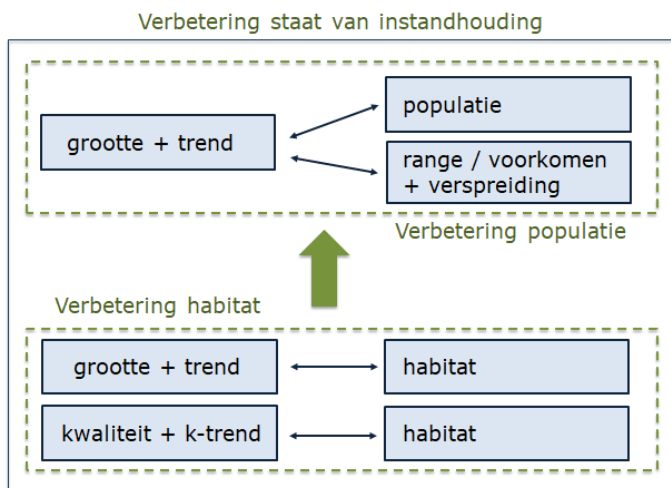 Verbetering staat van instandhouding
grootte + trend
populatie
range / voorkomen
+ verspreiding
Verbetering populatie
Verbetering habitat
grootte + trend
habitat
kwaliteit + k-trend
habitat